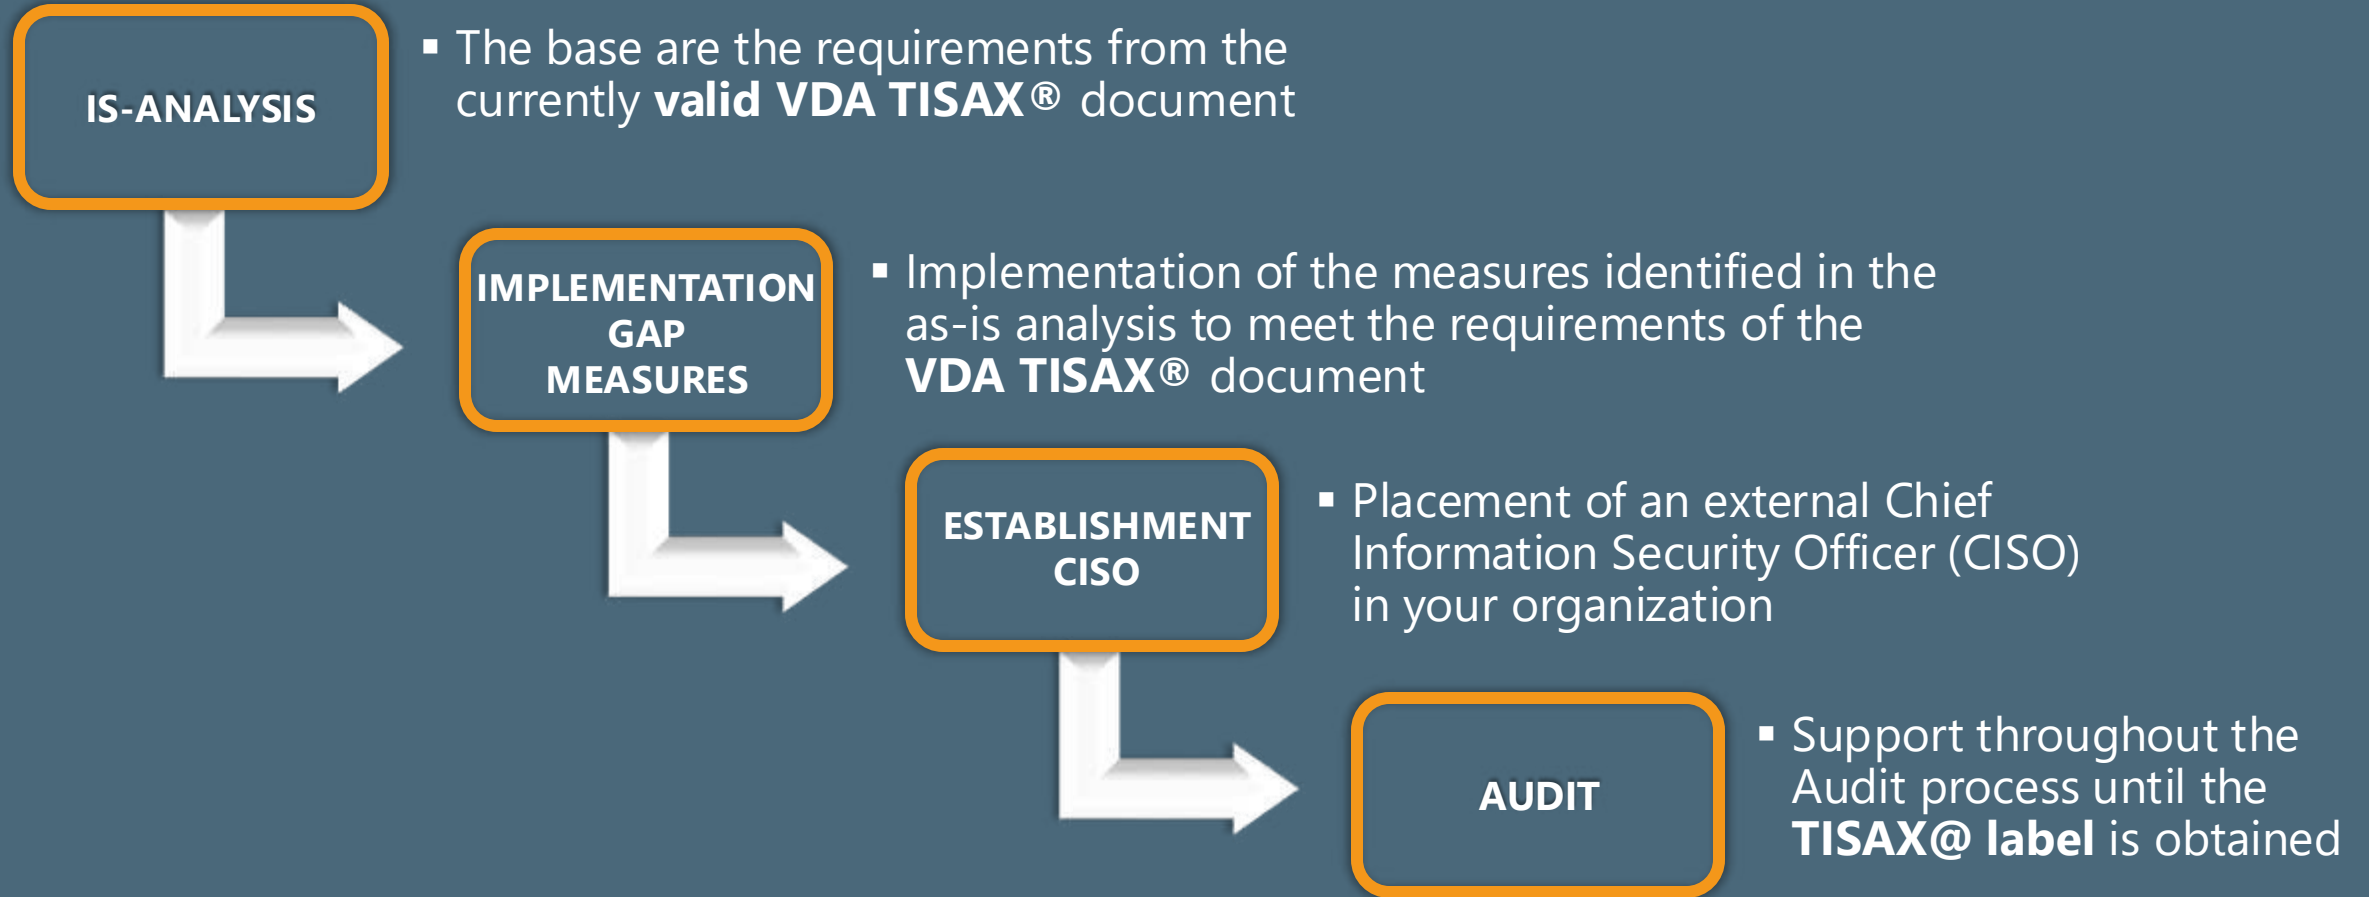 IS-ANALYSIS
▪ The base are the requirements from the
currently valid VDA TISAX® document
IMPLEMENTATION
GAP
MEASURES
▪ Implementation of the measures identified in the
as-is analysis to meet the requirements of the
VDA TISAX® document
ESTABLISHMENT
CISO
▪ Placement of an external Chief
Information Security Officer (CISO)
in your organization
AUDIT
▪ Support throughout the
Audit process until the
TISAX@ label is obtained